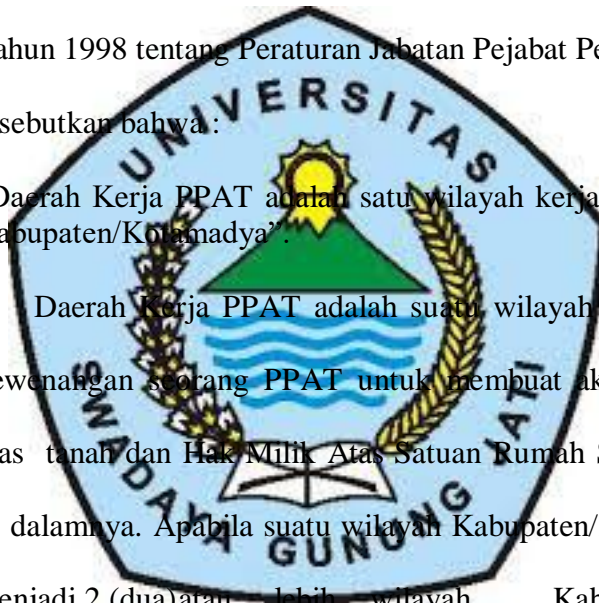 ahun 1998 tentang Peraturan Jabatan Pejabat Pe
sebutkan bahwa :
Daerah Kerja PPAT adalah satu wilayah kerja
abupaten/Kotamadya”.
Daerah Kerja PPAT adalah suatu wilayah
ewenangan seorang PPAT untuk membuat ak
as tanah dan Hak Milik Atas Satuan Rumah S
dalamnya. Apabila suatu wilayah Kabupaten/
enjadi 2 (dua) atau lebih wilayah Kab
UNIVERSITAS
SWADAYA GUNUNG JATI